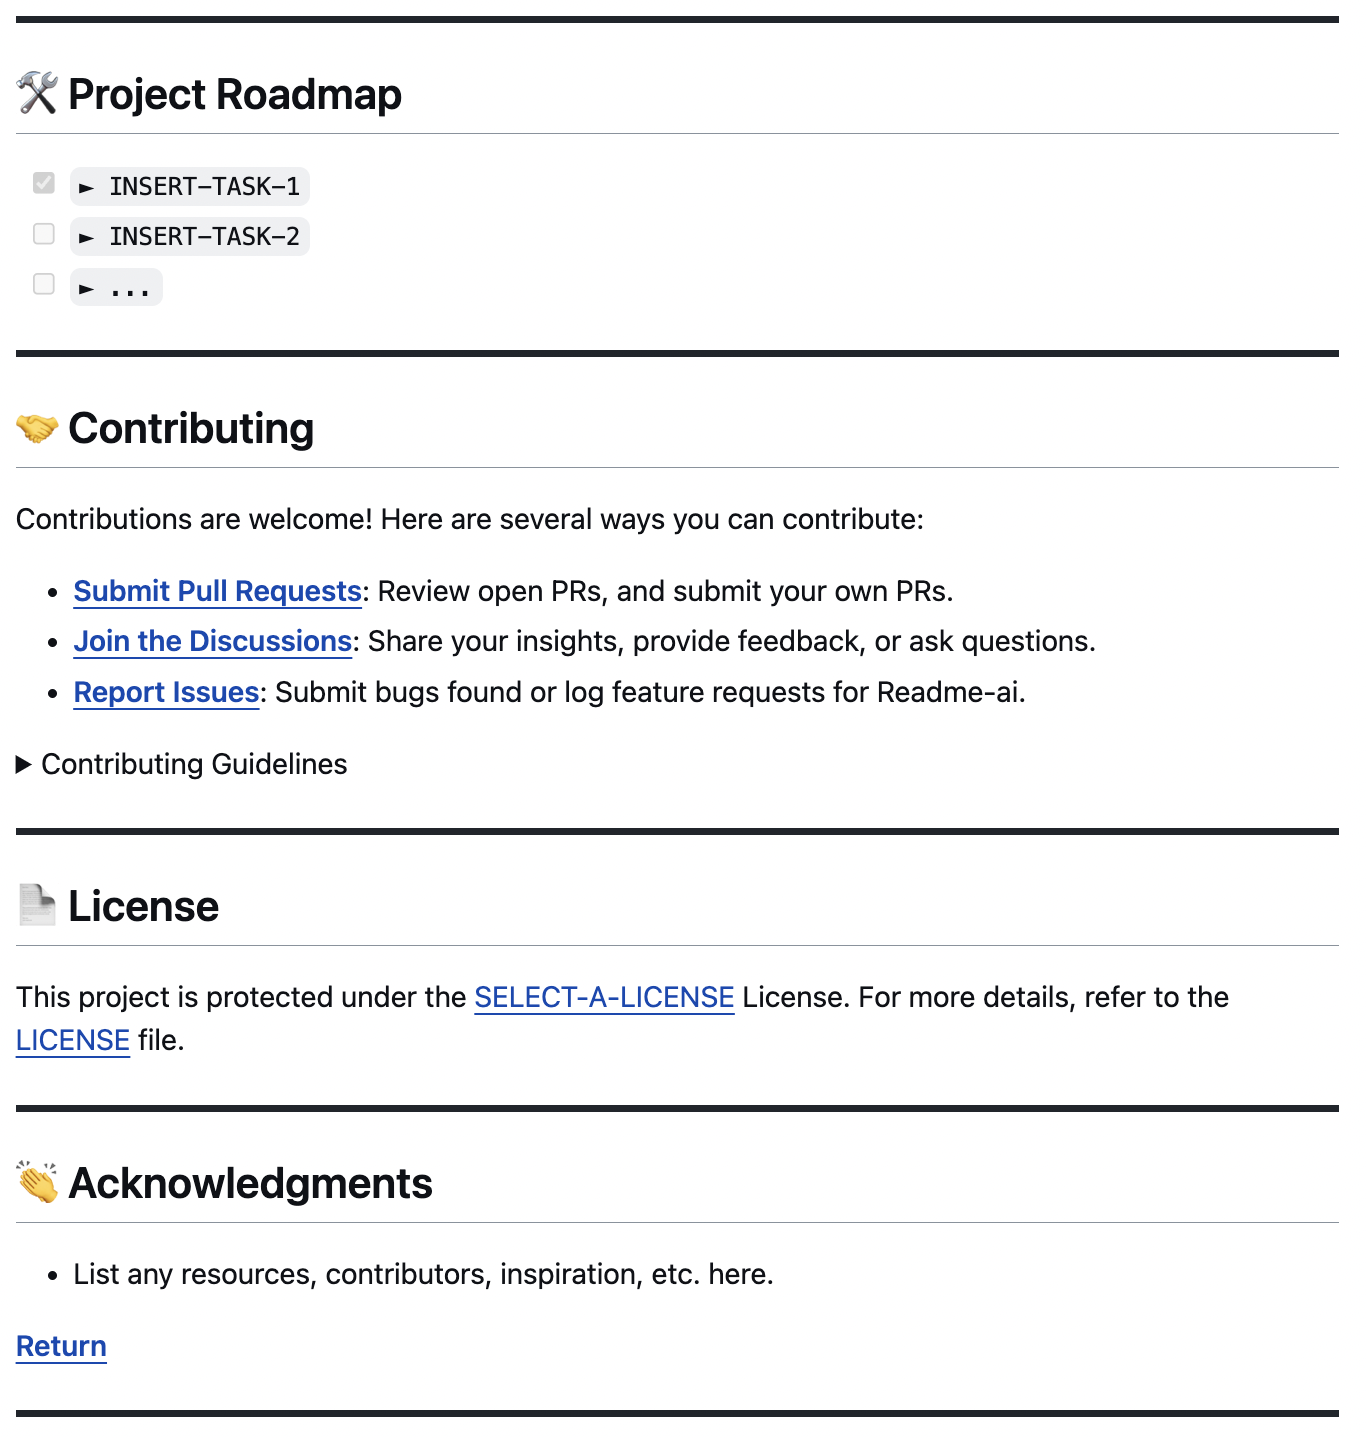 🛠 Project Roadmap
► INSERT-TASK-1
► INSERT-TASK-2
► ...
🤝 Contributing
Contributions are welcome! Here are several ways you can contribute:
• Submit Pull Requests: Review open PRs, and submit your own PRs.
• Join the Discussions: Share your insights, provide feedback, or ask questions.
• Report Issues: Submit bugs found or log feature requests for Readme-ai.
▶ Contributing Guidelines
📄 License
This project is protected under the SELECT-A-LICENSE License. For more details, refer to the
LICENSE file.
👏 Acknowledgments
• List any resources, contributors, inspiration, etc. here.
Return